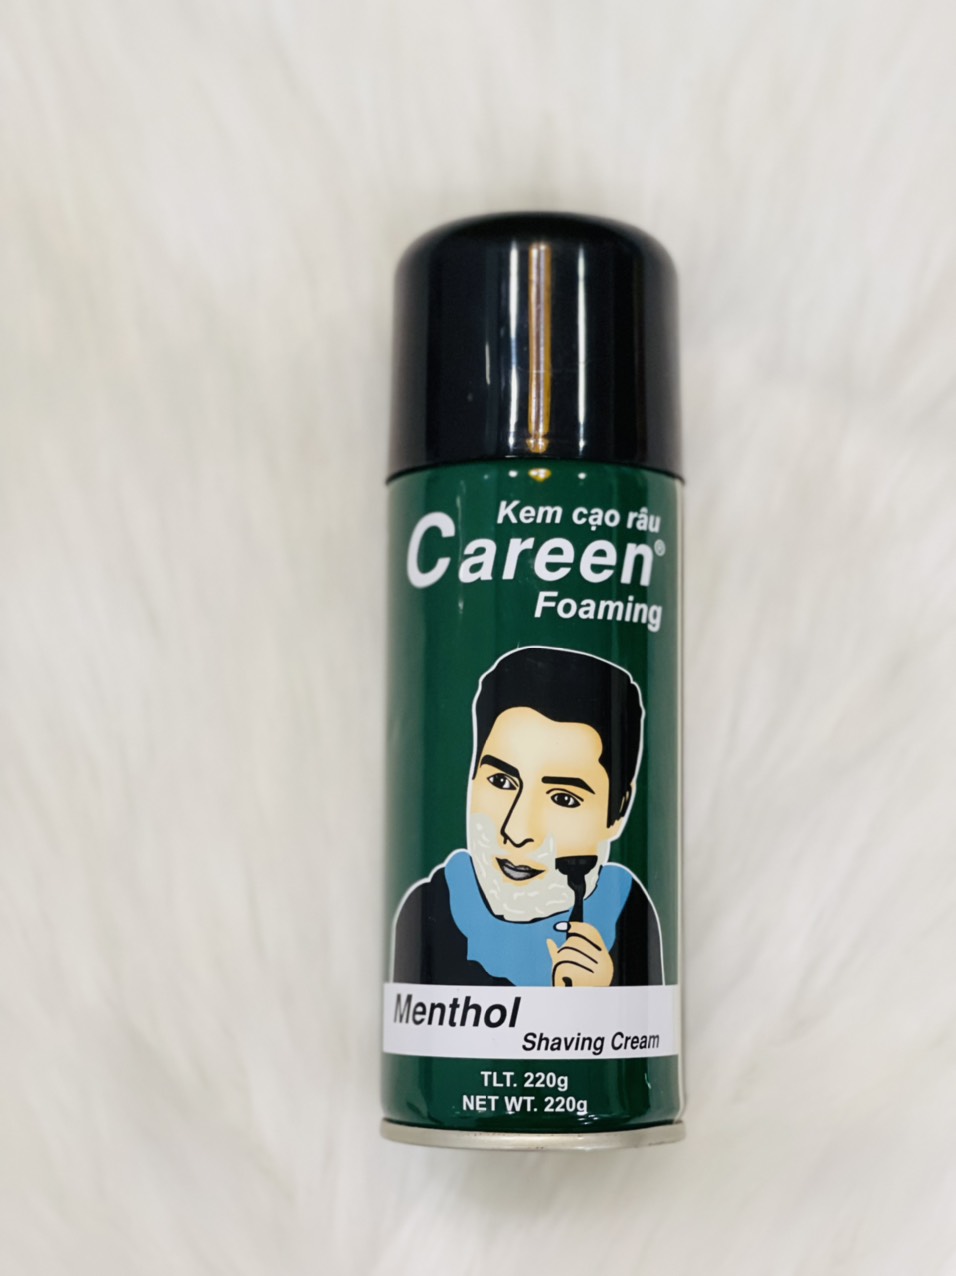 Kem cạo râu
Careen®
Foaming
Menthol
Shaving Cream
TLT. 220g
NET WT. 220g